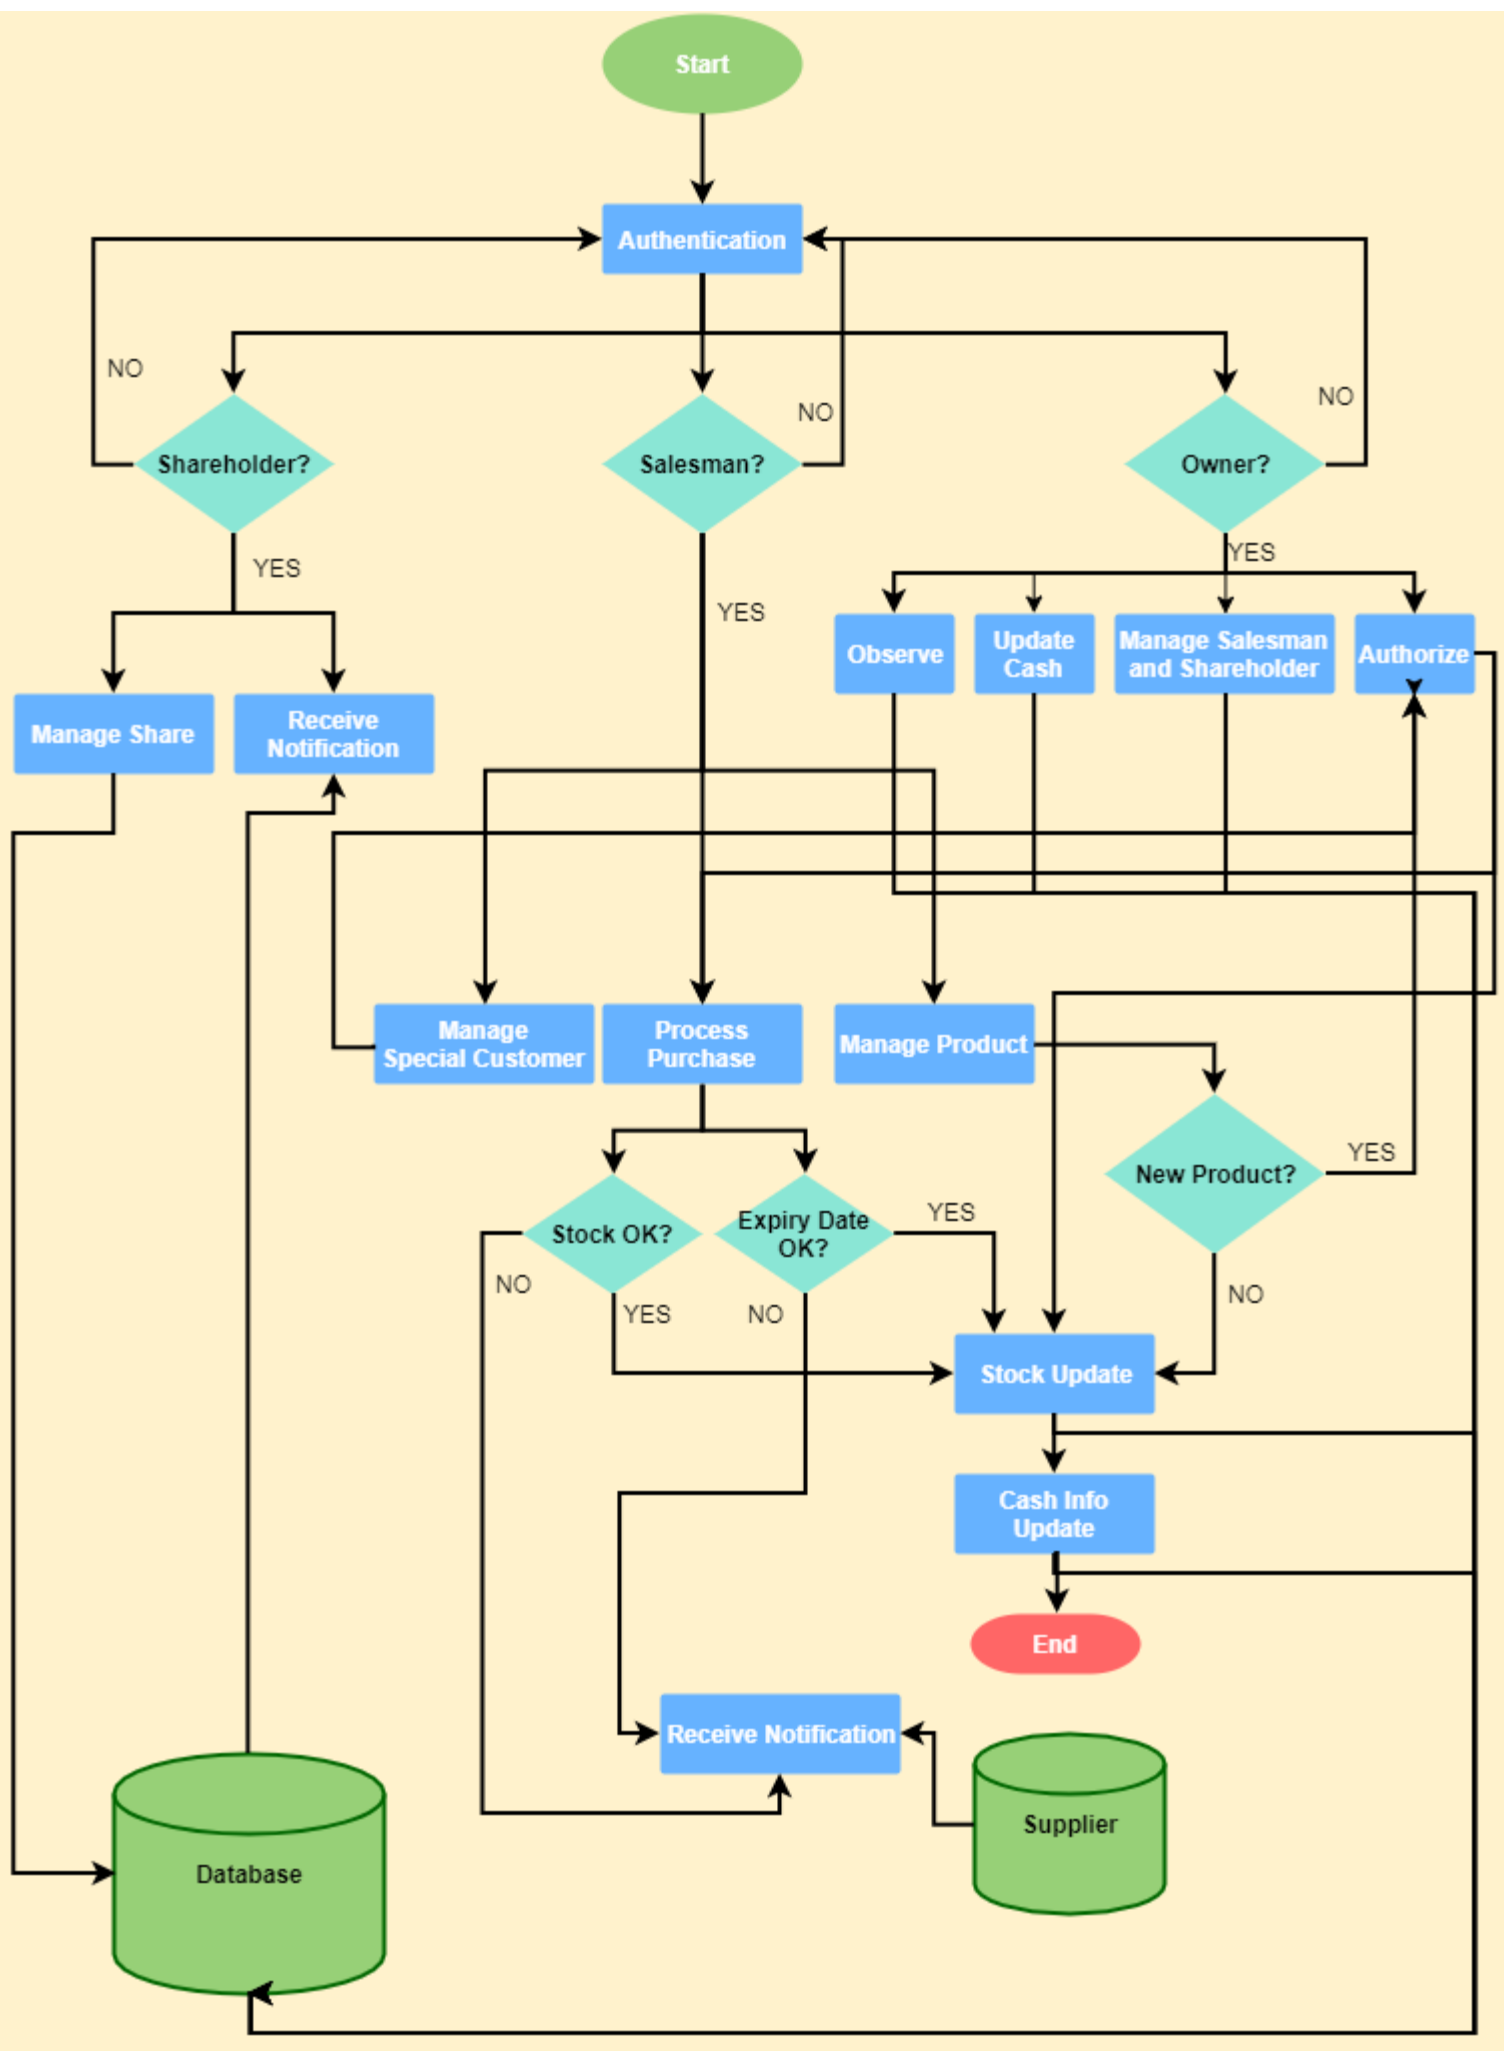 Start
Authentication
NO
NO
NO
Shareholder?
Salesman?
Owner?
YES
YES
YES
Observe
Update
Cash
Manage Salesman
and Shareholder
Authorize
Manage Share
Receive
Notification
Manage
Special Customer
Process
Purchase
Manage Product
New Product?
YES
Stock OK?
Expiry Date
OK?
YES
NO
YES
NO
NO
Stock Update
Cash Info
Update
End
Receive Notification
Supplier
Database